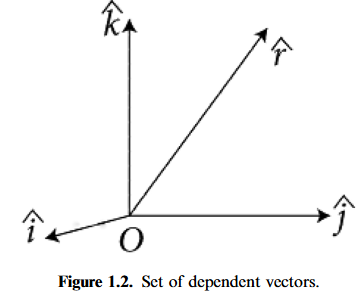 k̂
r̂
ĵ
î
O
Figure 1.2. Set of dependent vectors.